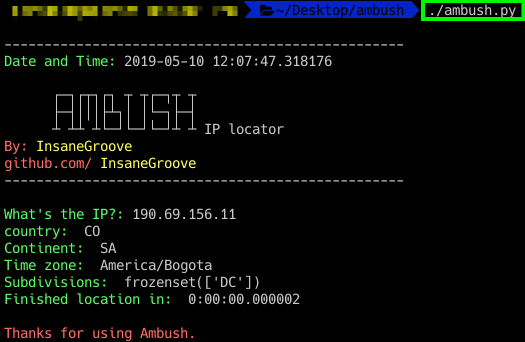 ~/Desktop/ambush ./ambush.py
--------------------------------------------------
Date and Time: 2019-05-10 12:07:47.318176
AMBUSH IP locator
By: InsaneGroove
github.com/ InsaneGroove
--------------------------------------------------
What's the IP?: 190.69.156.11
country:  CO
Continent:  SA
Time zone:  America/Bogota
Subdivisions:  frozenset(['DC'])
Finished location in:  0:00:00.000002
Thanks for using Ambush.